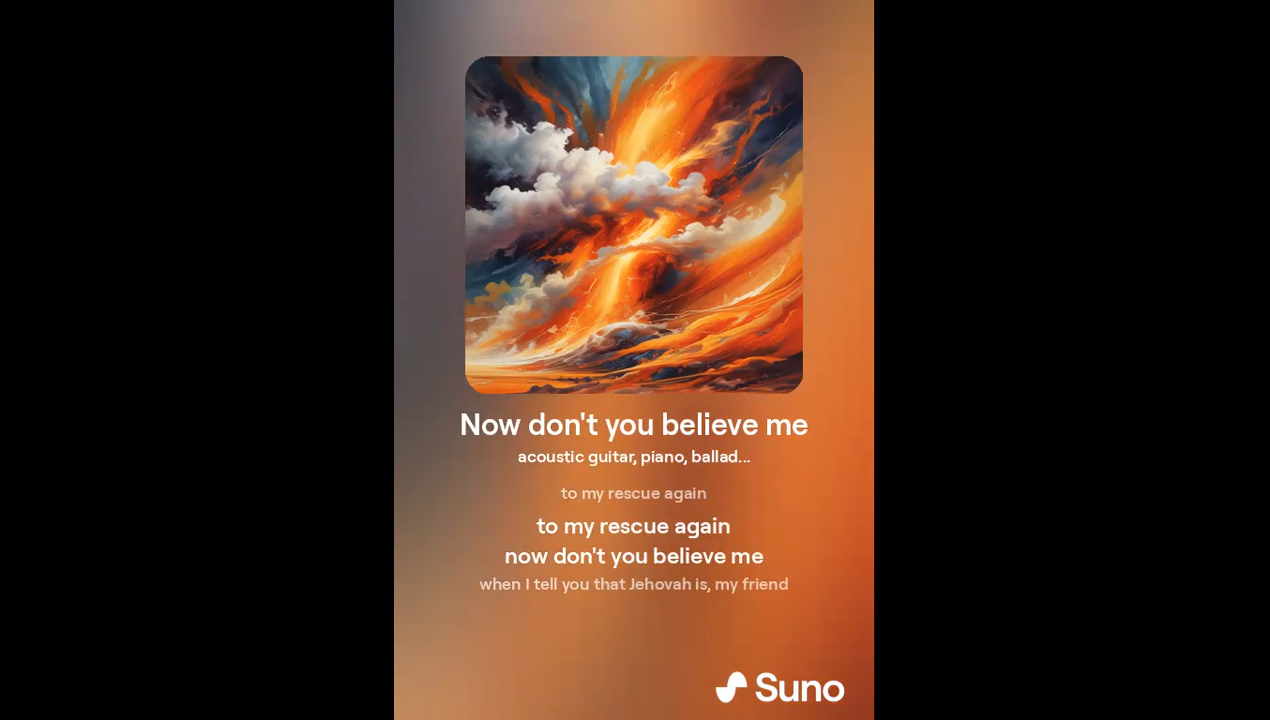 Now don't you believe me
acoustic guitar, piano, ballad...
to my rescue again
to my rescue again
now don't you believe me
when I tell you that Jehovah is, my friend
Suno